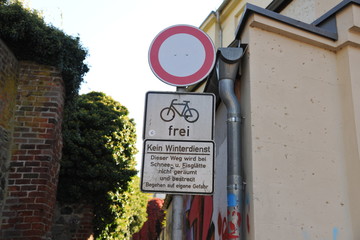 frei
Kein Winterdienst
Dieser Weg wird bei
Schnee- u. Eisglätte
nicht geräumt
und bestreut
Begehen auf eigene Gefahr